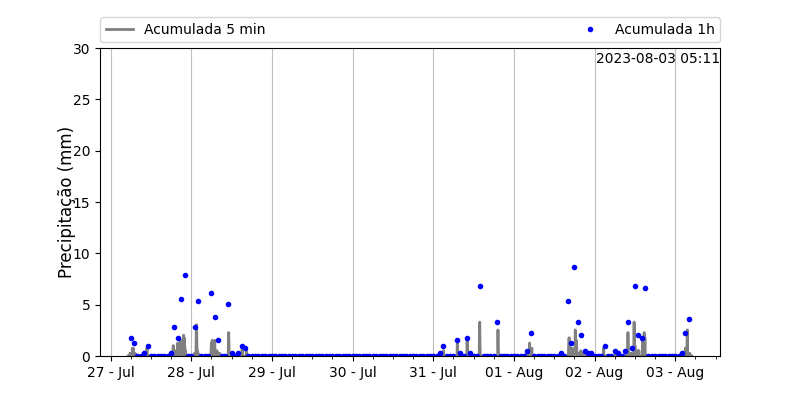 Acumulada 5 min
Acumulada 1h
2023-08-03 05:11
Precipitação (mm)
30
25
20
15
10
5
0
27 - Jul
28 - Jul
29 - Jul
30 - Jul
31 - Jul
01 - Aug
02 - Aug
03 - Aug